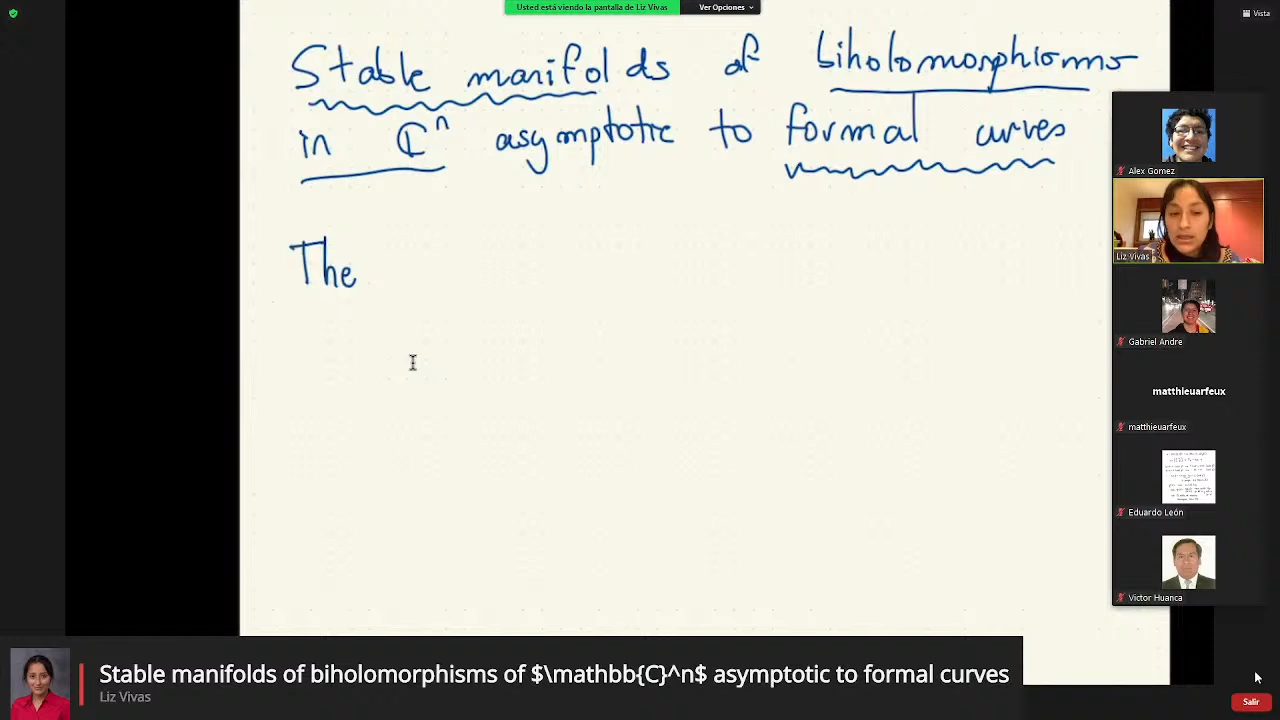 Usted está viendo la pantalla de Liz Vivas
Ver Opciones
Vista
Stable manifolds of biholomorphisms
in ℂⁿ asymptotic to formal curves
The
Alex Gomez
Liz Vivas
Gabriel Andre
matthieuarfeux
matthieuarfeux
Eduardo León
Victor Huanca
Stable manifolds of biholomorphisms of $\mathbb{C}^n$ asymptotic to formal curves
Liz Vivas
Salir